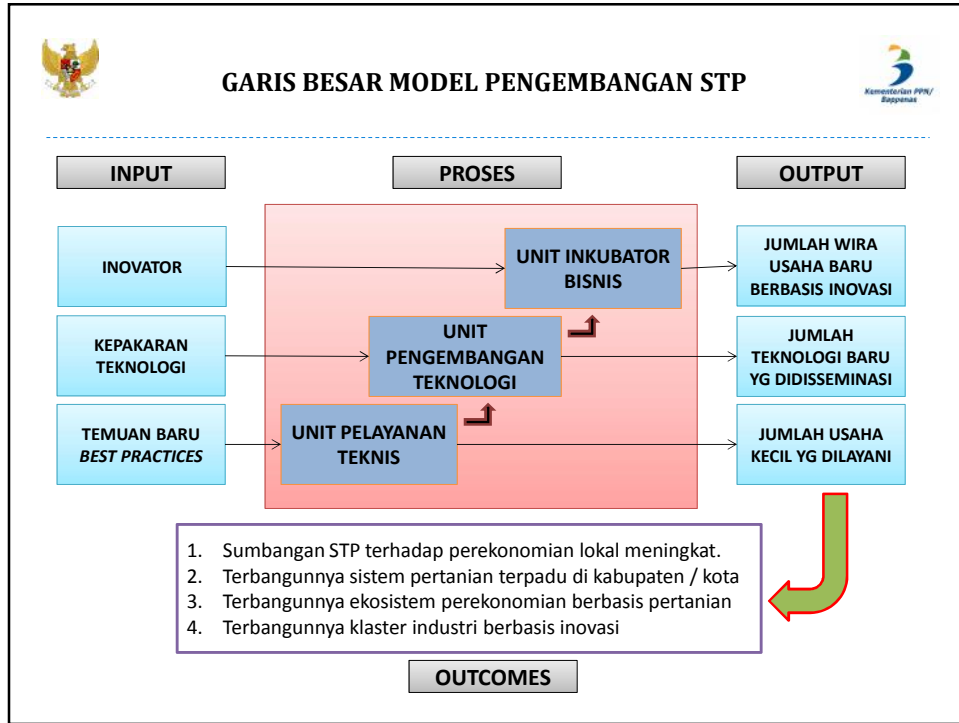 GARIS BESAR MODEL PENGEMBANGAN STP
Kementerian PPN/
Bappenas
INPUT
PROSES
OUTPUT
INOVATOR
UNIT INKUBATOR
BISNIS
JUMLAH WIRA
USAHA BARU
BERBASIS INOVASI
KEPAKARAN
TEKNOLOGI
UNIT
PENGEMBANGAN
TEKNOLOGI
JUMLAH
TEKNOLOGI BARU
YG DIDISSEMINASI
TEMUAN BARU
BEST PRACTICES
UNIT PELAYANAN
TEKNIS
JUMLAH USAHA
KECIL YG DILAYANI
1. Sumbangan STP terhadap perekonomian lokal meningkat.
2. Terbangunnya sistem pertanian terpadu di kabupaten / kota
3. Terbangunnya ekosistem perekonomian berbasis pertanian
4. Terbangunnya klaster industri berbasis inovasi
OUTCOMES